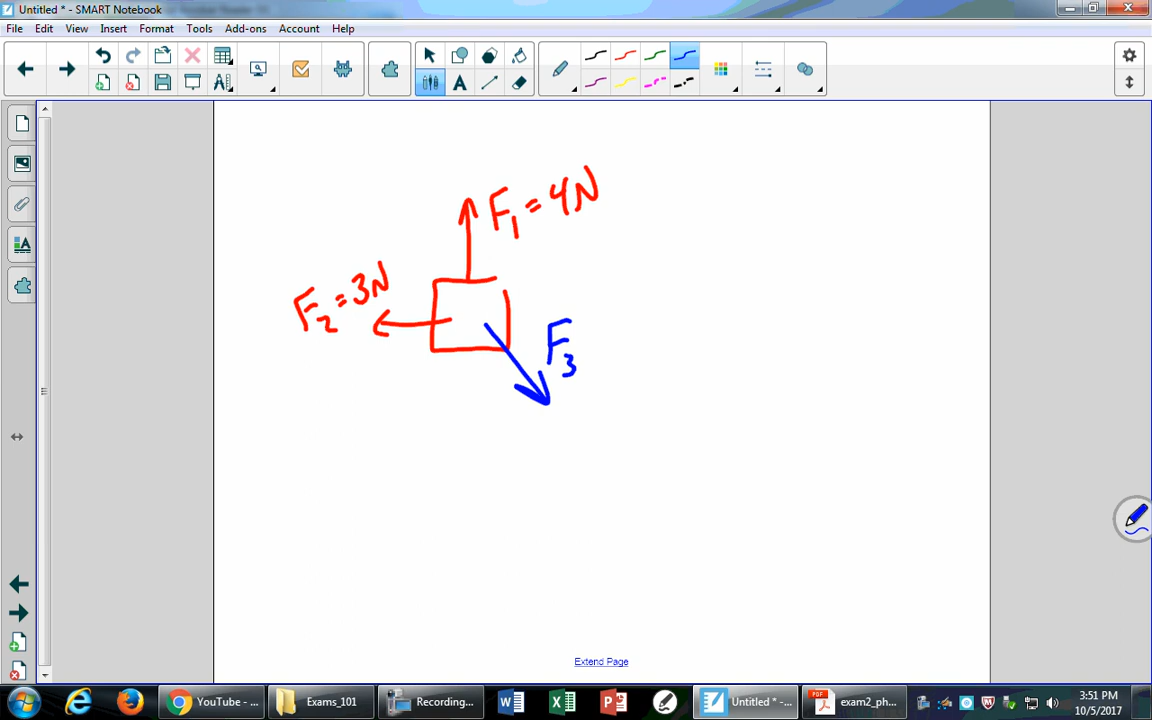 Untitled * - SMART Notebook
File Edit View Insert Format Tools Add-ons Account Help
F1 = 4N
F2 = 3N
F3
Extend Page
YouTube - ...
Exams_101
Recording...
Untitled * -...
exam2_ph...
3:51 PM
10/5/2017